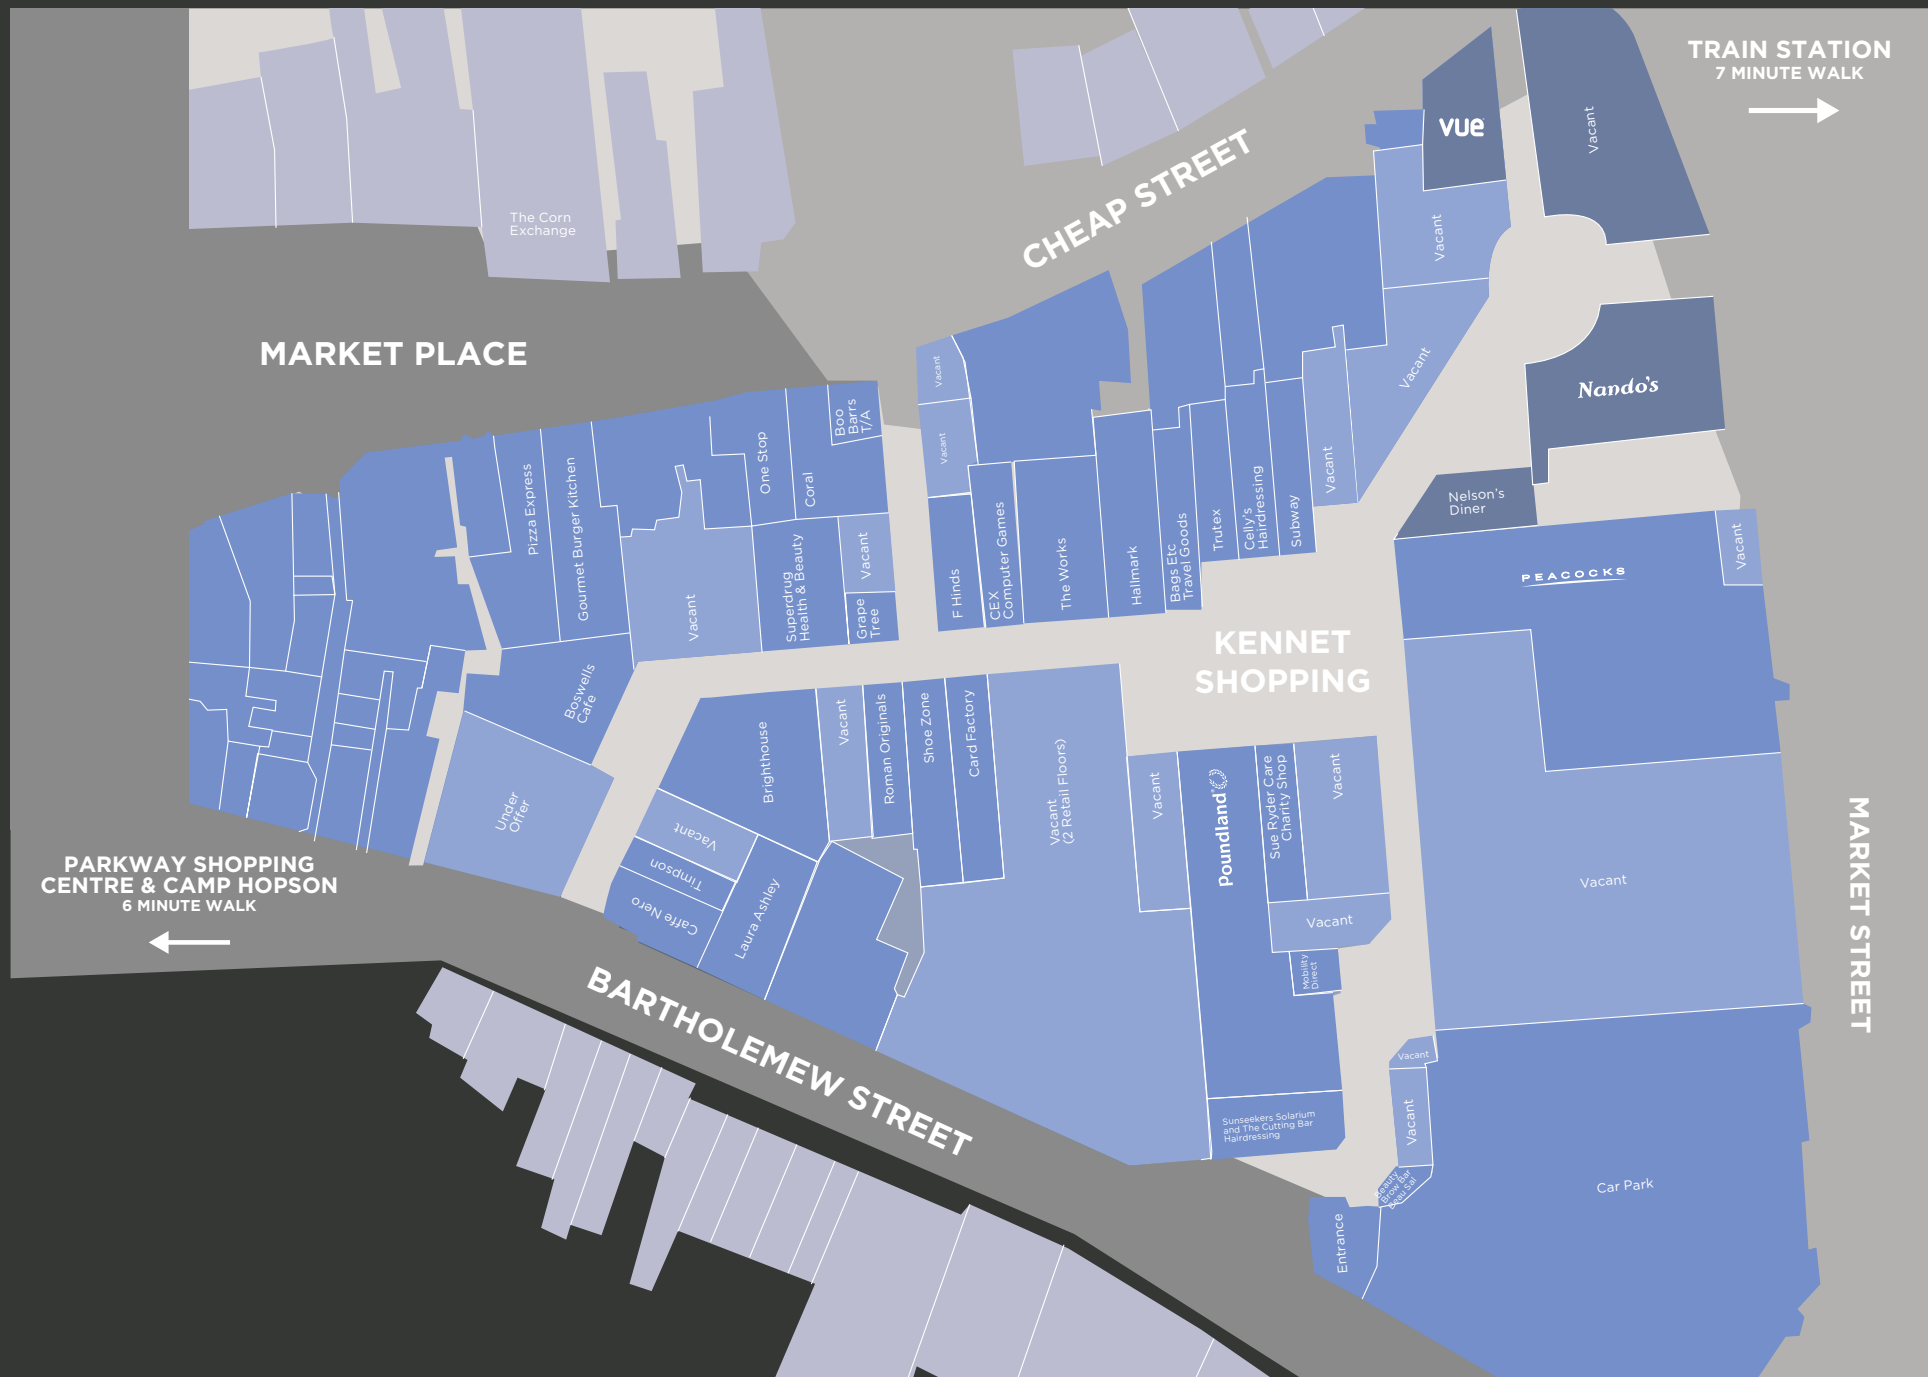 TRAIN STATION
7 MINUTE WALK
Vacant
VUE
The Corn
Exchange
CHEAP STREET
Vacant
MARKET PLACE
Vacant
Vacant
Nando's
Boo
Barrs
T/A
Vacant
One Stop
Coral
Vacant
Nelson's
Diner
Pizza Express
Gourmet Burger Kitchen
Vacant
Superdrug
Health & Beauty
Vacant
Grape
Tree
F Hinds
CEX
Computer Games
The Works
Hallmark
Bags Etc
Travel Goods
Trutex
Celly's
Hairdressing
Subway
PEACOCKS
Vacant
KENNET
SHOPPING
Boswells
Cafe
Brighthouse
Vacant
Roman Originals
Shoe Zone
Card Factory
Vacant
(2 Retail Floors)
Vacant
Poundland
Sue Ryder Care
Charity Shop
Vacant
Under
Offer
Vacant
Timpson
Caffe Nero
Laura Ashley
PARKWAY SHOPPING
CENTRE & CAMP HOPSON
6 MINUTE WALK
Vacant
Vacant
MARKET STREET
Mobility
Direct
BARTHOLEMEW STREET
Vacant
Vacant
Sunseekers Solarium
and The Cutting Bar
Hairdressing
Beauty
Brow Bar
Beau Sal
Car Park
Entrance